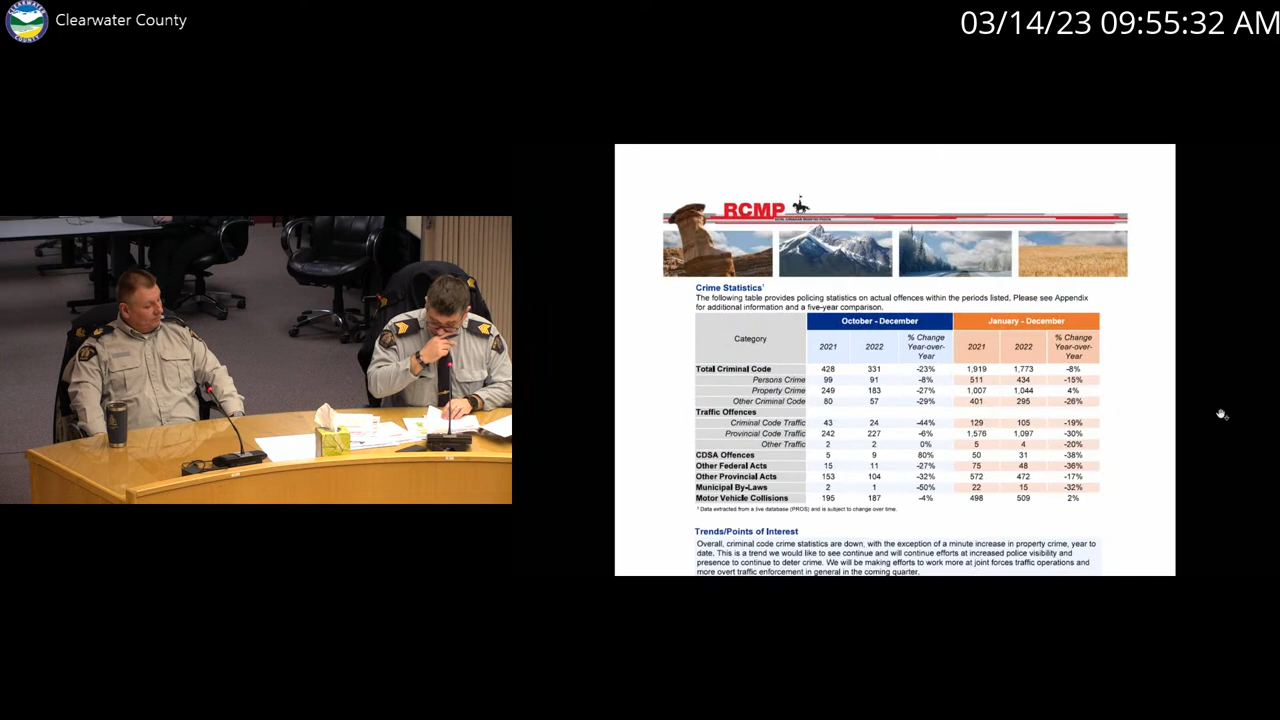 Clearwater County
03/14/23 09:55:32 AM
RCMP
Crime Statistics¹
The following table provides policing statistics on actual offences within the periods listed. Please see Appendix
for additional information and a five-year comparison.
Category October - December January - December
2021 2022 % Change Year-over-Year 2021 2022 % Change Year-over-Year
Total Criminal Code 428 331 -23% 1,919 1,773 -8%
Persons Crime 99 91 -8% 511 434 -15%
Property Crime 249 183 -27% 1,007 1,044 4%
Other Criminal Code 80 57 -29% 401 295 -26%
Traffic Offences
Criminal Code Traffic 43 24 -44% 129 105 -19%
Provincial Code Traffic 242 227 -6% 1,576 1,097 -30%
Other Traffic 2 2 0% 5 4 -20%
CDSA Offences 5 9 80% 50 31 -38%
Other Federal Acts 15 11 -27% 75 48 -36%
Other Provincial Acts 153 104 -32% 572 472 -17%
Municipal By-Laws 2 1 -50% 22 15 -32%
Motor Vehicle Collisions 195 187 -4% 498 509 2%
¹ Data extracted from a live database (PROS) and is subject to change over time.
Trends/Points of Interest
Overall, criminal code crime statistics are down, with the exception of a minute increase in property crime, year to
date. This is a trend we would like to see continue and will continue efforts at increased police visibility and
presence to continue to deter crime. We will be making efforts to work more at joint forces traffic operations and
more overt traffic enforcement in general in the coming quarter.